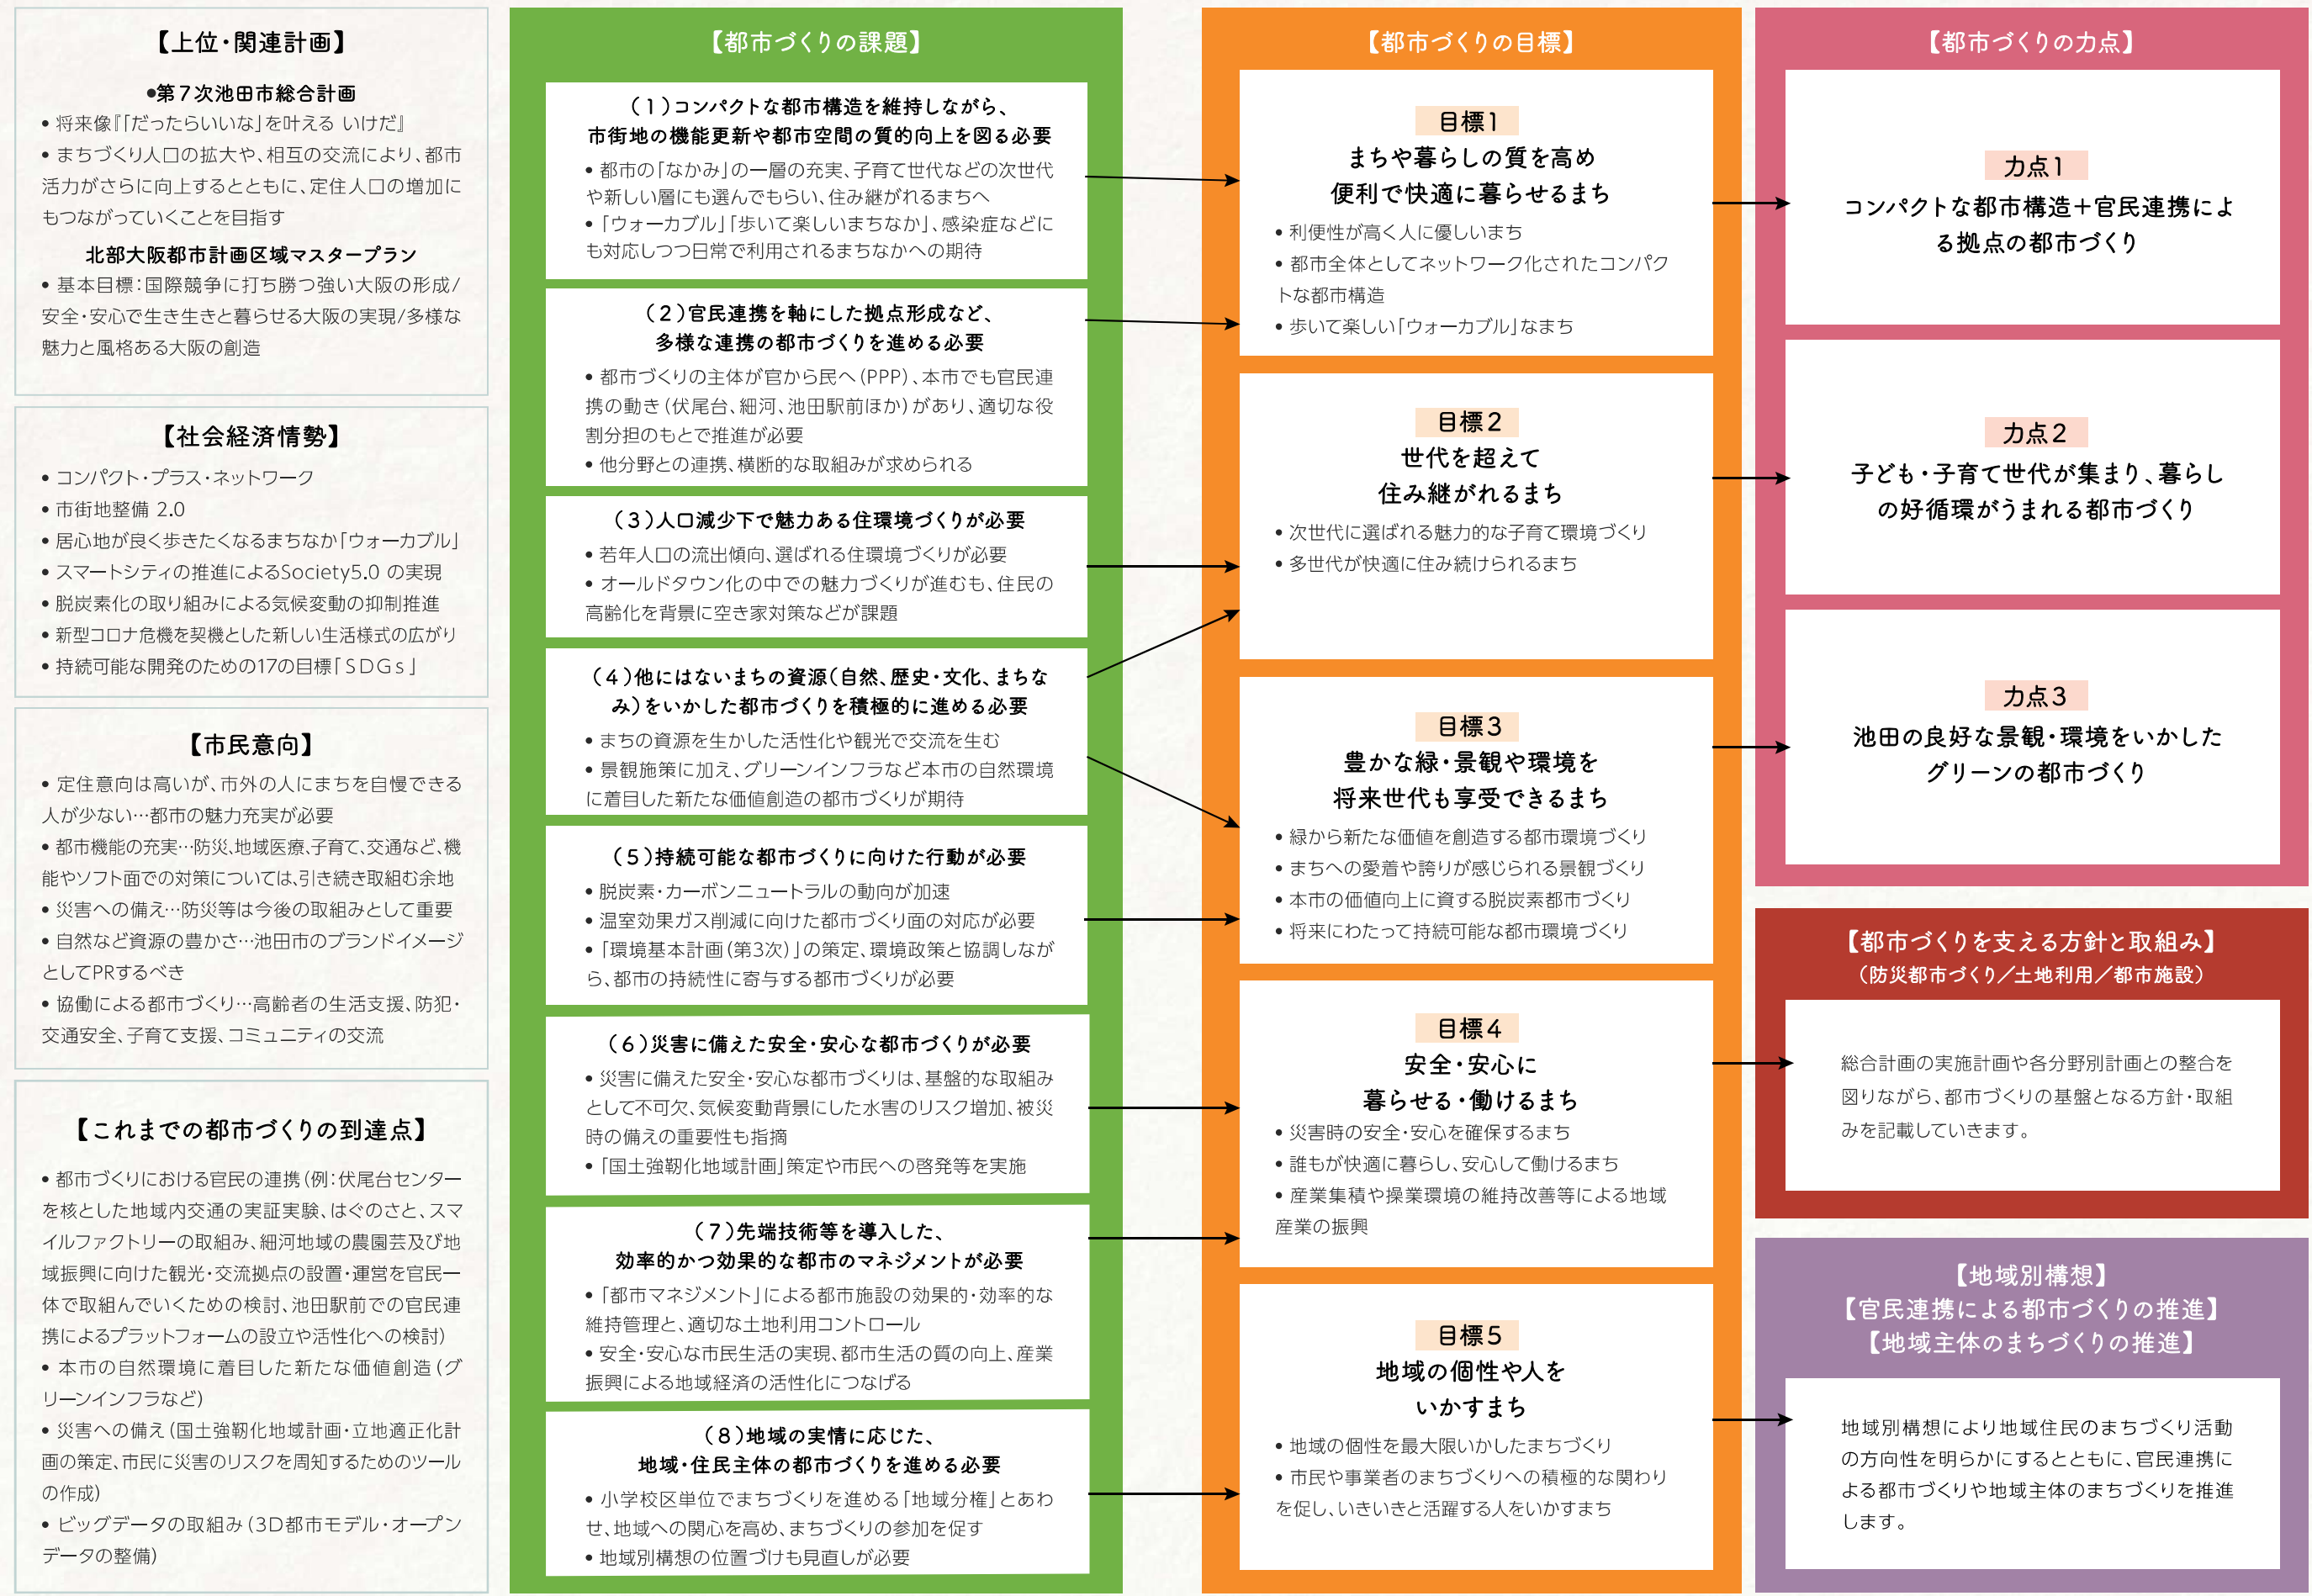 【上位・関連計画】
●第7次池田市総合計画
• 将来像『「だったらいいな」を叶える いけだ』
• まちづくり人口の拡大や、相互の交流により、都市
活力がさらに向上するとともに、定住人口の増加に
もつながっていくことを目指す
北部大阪都市計画区域マスタープラン
• 基本目標：国際競争に打ち勝つ強い大阪の形成/
安全・安心で生き生きと暮らせる大阪の実現/多様な
魅力と風格ある大阪の創造
【社会経済情勢】
• コンパクト・プラス・ネットワーク
• 市街地整備 2.0
• 居心地が良く歩きたくなるまちなか「ウォーカブル」
• スマートシティの推進によるSociety5.0 の実現
• 脱炭素化の取り組みによる気候変動の抑制推進
• 新型コロナ危機を契機とした新しい生活様式の広がり
• 持続可能な開発のための17の目標「ＳＤＧｓ」
【市民意向】
• 定住意向は高いが、市外の人にまちを自慢できる
人が少ない…都市の魅力充実が必要
• 都市機能の充実…防災、地域医療、子育て、交通など、機
能やソフト面での対策については、引き続き取組む余地
• 災害への備え…防災等は今後の取組みとして重要
• 自然など資源の豊かさ…池田市のブランドイメージ
としてPRするべき
• 協働による都市づくり…高齢者の生活支援、防犯・
交通安全、子育て支援、コミュニティの交流
【これまでの都市づくりの到達点】
• 都市づくりにおける官民の連携（例：伏尾台センター
を核とした地域内交通の実証実験、はぐのさと、スマ
イルファクトリーの取組み、細河地域の農園芸及び地
域振興に向けた観光・交流拠点の設置・運営を官民一
体で取組んでいくための検討、池田駅前での官民連
携によるプラットフォームの設立や活性化への検討）
• 本市の自然環境に着目した新たな価値創造（グ
リーンインフラなど）
• 災害への備え（国土強靭化地域計画・立地適正化計
画の策定、市民に災害のリスクを周知するためのツール
の作成）
• ビッグデータの取組み（3D都市モデル・オープン
データの整備）
【都市づくりの課題】
（1）コンパクトな都市構造を維持しながら、
市街地の機能更新や都市空間の質的向上を図る必要
• 都市の「なかみ」の一層の充実、子育て世代などの次世代
や新しい層にも選んでもらい、住み継がれるまちへ
• 「ウォーカブル」「歩いて楽しいまちなか」、感染症などに
も対応しつつ日常で利用されるまちなかへの期待
（2）官民連携を軸にした拠点形成など、
多様な連携の都市づくりを進める必要
• 都市づくりの主体が官から民へ（PPP）、本市でも官民連
携の動き（伏尾台、細河、池田駅前ほか）があり、適切な役
割分担のもとで推進が必要
• 他分野との連携、横断的な取組みが求められる
（3）人口減少下で魅力ある住環境づくりが必要
• 若年人口の流出傾向、選ばれる住環境づくりが必要
• オールドタウン化の中での魅力づくりが進むも、住民の
高齢化を背景に空き家対策などが課題
（4）他にはないまちの資源（自然、歴史・文化、まちな
み）をいかした都市づくりを積極的に進める必要
• まちの資源を生かした活性化や観光で交流を生む
• 景観施策に加え、グリーンインフラなど本市の自然環境
に着目した新たな価値創造の都市づくりが期待
（5）持続可能な都市づくりに向けた行動が必要
• 脱炭素・カーボンニュートラルの動向が加速
• 温室効果ガス削減に向けた都市づくり面の対応が必要
• 「環境基本計画（第3次）」の策定、環境政策と協調しなが
ら、都市の持続性に寄与する都市づくりが必要
（6）災害に備えた安全・安心な都市づくりが必要
• 災害に備えた安全・安心な都市づくりは、基盤的な取組み
として不可欠、気候変動背景にした水害のリスク増加、被災
時の備えの重要性も指摘
• 「国土強靭化地域計画」策定や市民への啓発等を実施
（7）先端技術等を導入した、
効率的かつ効果的な都市のマネジメントが必要
• 「都市マネジメント」による都市施設の効果的・効率的な
維持管理と、適切な土地利用コントロール
• 安全・安心な市民生活の実現、都市生活の質の向上、産業
振興による地域経済の活性化につなげる
（8）地域の実情に応じた、
地域・住民主体の都市づくりを進める必要
• 小学校区単位でまちづくりを進める「地域分権」とあわ
せ、地域への関心を高め、まちづくりの参加を促す
• 地域別構想の位置づけも見直しが必要
【都市づくりの目標】
目標1
まちや暮らしの質を高め
便利で快適に暮らせるまち
• 利便性が高く人に優しいまち
• 都市全体としてネットワーク化されたコンパク
トな都市構造
• 歩いて楽しい「ウォーカブル」なまち
目標2
世代を超えて
住み継がれるまち
• 次世代に選ばれる魅力的な子育て環境づくり
• 多世代が快適に住み続けられるまち
目標3
豊かな緑・景観や環境を
将来世代も享受できるまち
• 緑から新たな価値を創造する都市環境づくり
• まちへの愛着や誇りが感じられる景観づくり
• 本市の価値向上に資する脱炭素都市づくり
• 将来にわたって持続可能な都市環境づくり
目標4
安全・安心に
暮らせる・働けるまち
• 災害時の安全・安心を確保するまち
• 誰もが快適に暮らし、安心して働けるまち
• 産業集積や操業環境の維持改善等による地域
産業の振興
目標5
地域の個性や人を
いかすまち
• 地域の個性を最大限いかしたまちづくり
• 市民や事業者のまちづくりへの積極的な関わり
を促し、いきいきと活躍する人をいかすまち
【都市づくりの力点】
力点1
コンパクトな都市構造＋官民連携によ
る拠点の都市づくり
力点2
子ども・子育て世代が集まり、暮らし
の好循環がうまれる都市づくり
力点3
池田の良好な景観・環境をいかした
グリーンの都市づくり
【都市づくりを支える方針と取組み】
（防災都市づくり／土地利用／都市施設）
総合計画の実施計画や各分野別計画との整合を
図りながら、都市づくりの基盤となる方針・取組
みを記載していきます。
【地域別構想】
【官民連携による都市づくりの推進】
【地域主体のまちづくりの推進】
地域別構想により地域住民のまちづくり活動
の方向性を明らかにするとともに、官民連携に
よる都市づくりや地域主体のまちづくりを推進
します。